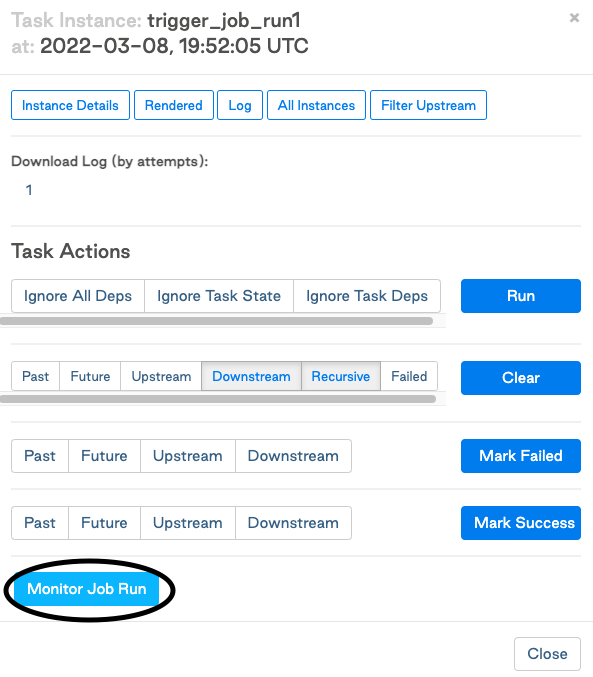 Task Instance: trigger_job_run1 ×
at: 2022-03-08, 19:52:05 UTC
Instance Details Rendered Log All Instances Filter Upstream
Download Log (by attempts):
1
Task Actions
Ignore All Deps Ignore Task State Ignore Task Deps Run
Past Future Upstream Downstream Recursive Failed Clear
Past Future Upstream Downstream Mark Failed
Past Future Upstream Downstream Mark Success
Monitor Job Run
Close